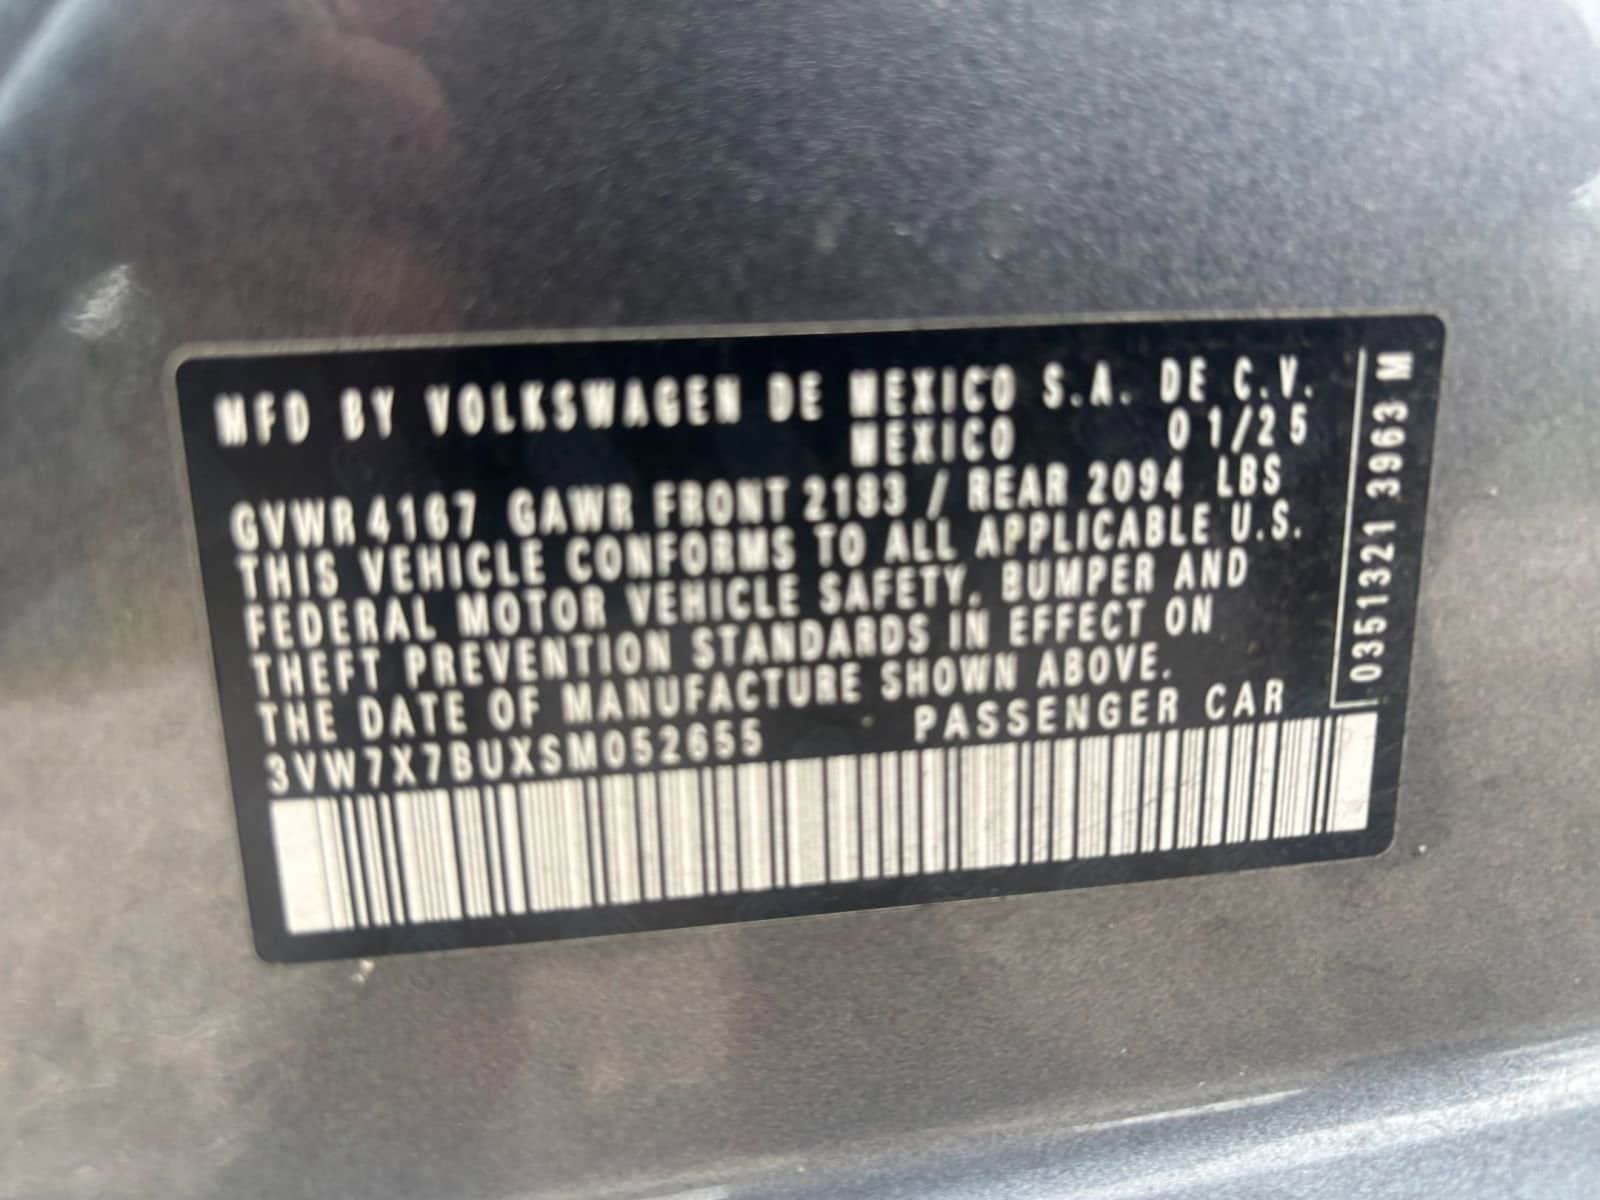 MFD BY VOLKSWAGEN DE MEXICO S.A. DE C.V.
MEXICO 01/25
GVWR 4167 GAWR FRONT 2183 / REAR 2094 LBS
THIS VEHICLE CONFORMS TO ALL APPLICABLE U.S.
FEDERAL MOTOR VEHICLE SAFETY, BUMPER AND
THEFT PREVENTION STANDARDS IN EFFECT ON
THE DATE OF MANUFACTURE SHOWN ABOVE.
3VW7X7BUXSM052655 PASSENGER CAR
0351321 3963 M